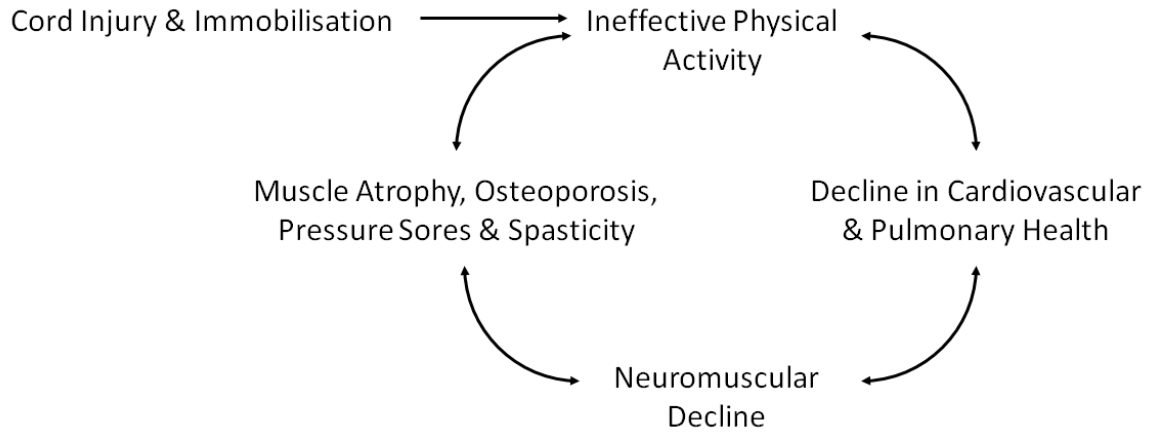 Cord Injury & Immobilisation
Ineffective Physical
Activity
Muscle Atrophy, Osteoporosis,
Pressure Sores & Spasticity
Decline in Cardiovascular
& Pulmonary Health
Neuromuscular
Decline